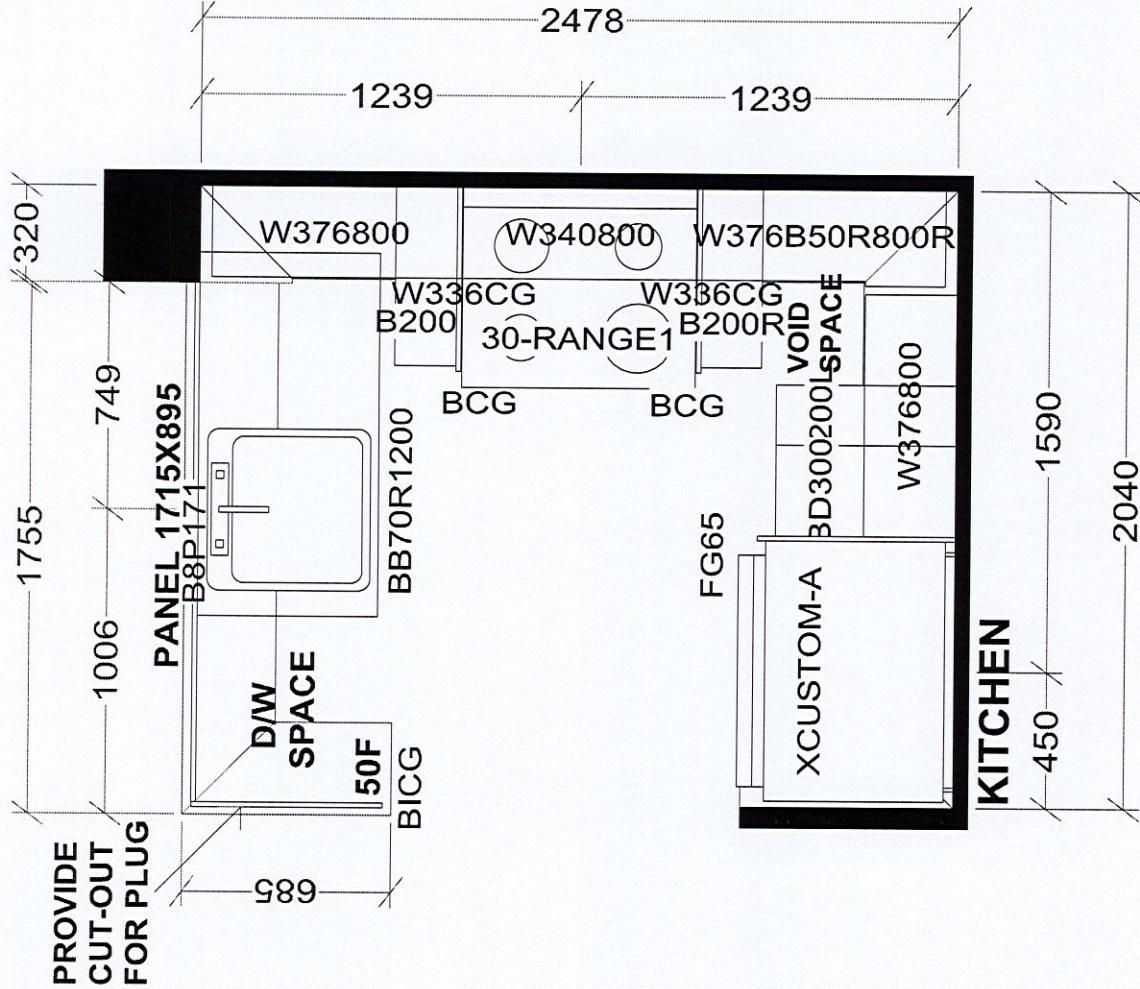 2478
1239
1239
320
W376800
W340800
W376B50R800R
W336CG
B200
W336CG
B200R
30-RANGE1
VOID
SPACE
BCG
BCG
W376800
BD300200L
749
1755
1006
PANEL 1715X895
B8P171
BB70R1200
1590
2040
FG65
XCUSTOM-A
D/W
SPACE
50F
BICG
450
KITCHEN
685
PROVIDE
CUT-OUT
FOR PLUG